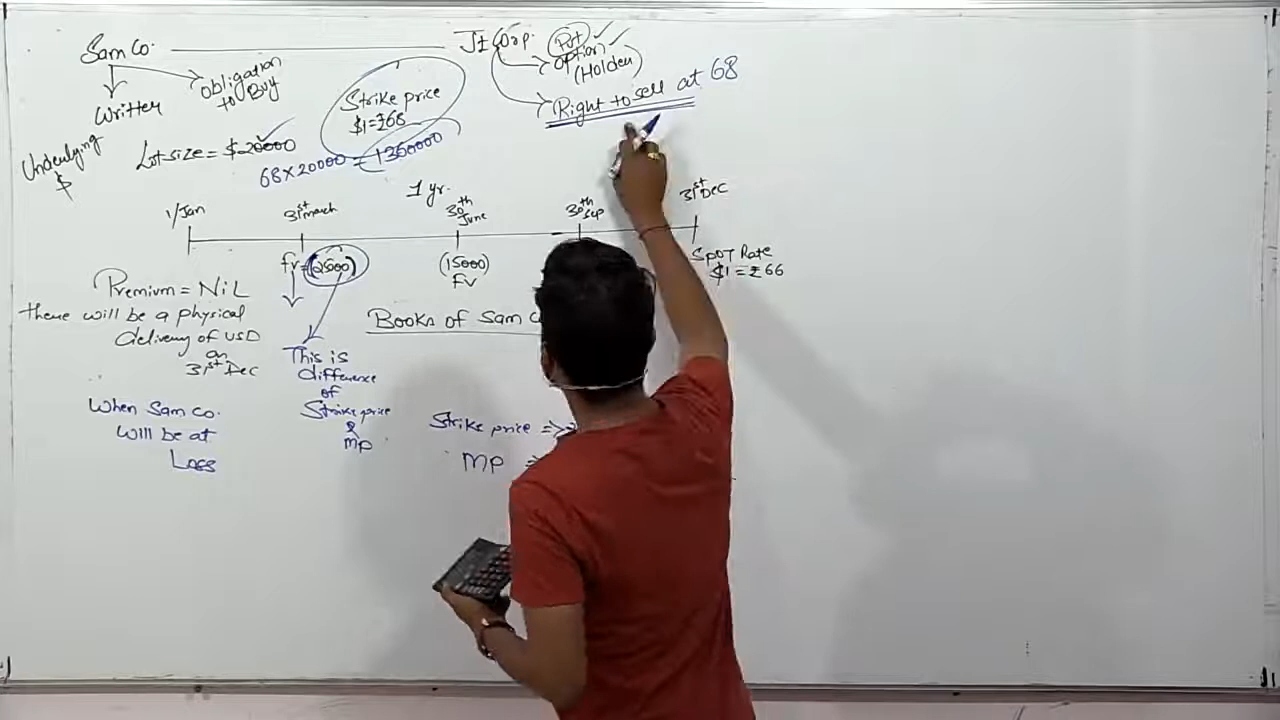 Sam Co.
JI Corp.
Put
option
(Holder)
obligation
to Buy
Writter
Right to sell at 68
Strike price
$1=₹68
Underlying
$
Lot size = $20000
68×20000 = 1360000
1 yr.
1/Jan
31st march
30th June
30th Sep
31st Dec
fv=(25000)
(15000)
FV
Spot Rate
$1=₹66
Premium = NiL
there will be a physical
delivery of USD
on
31st Dec
Books of Sam
This is
difference
of
Strike price
&
MP
When Sam Co.
will be at
Loss
Strike price =>
MP